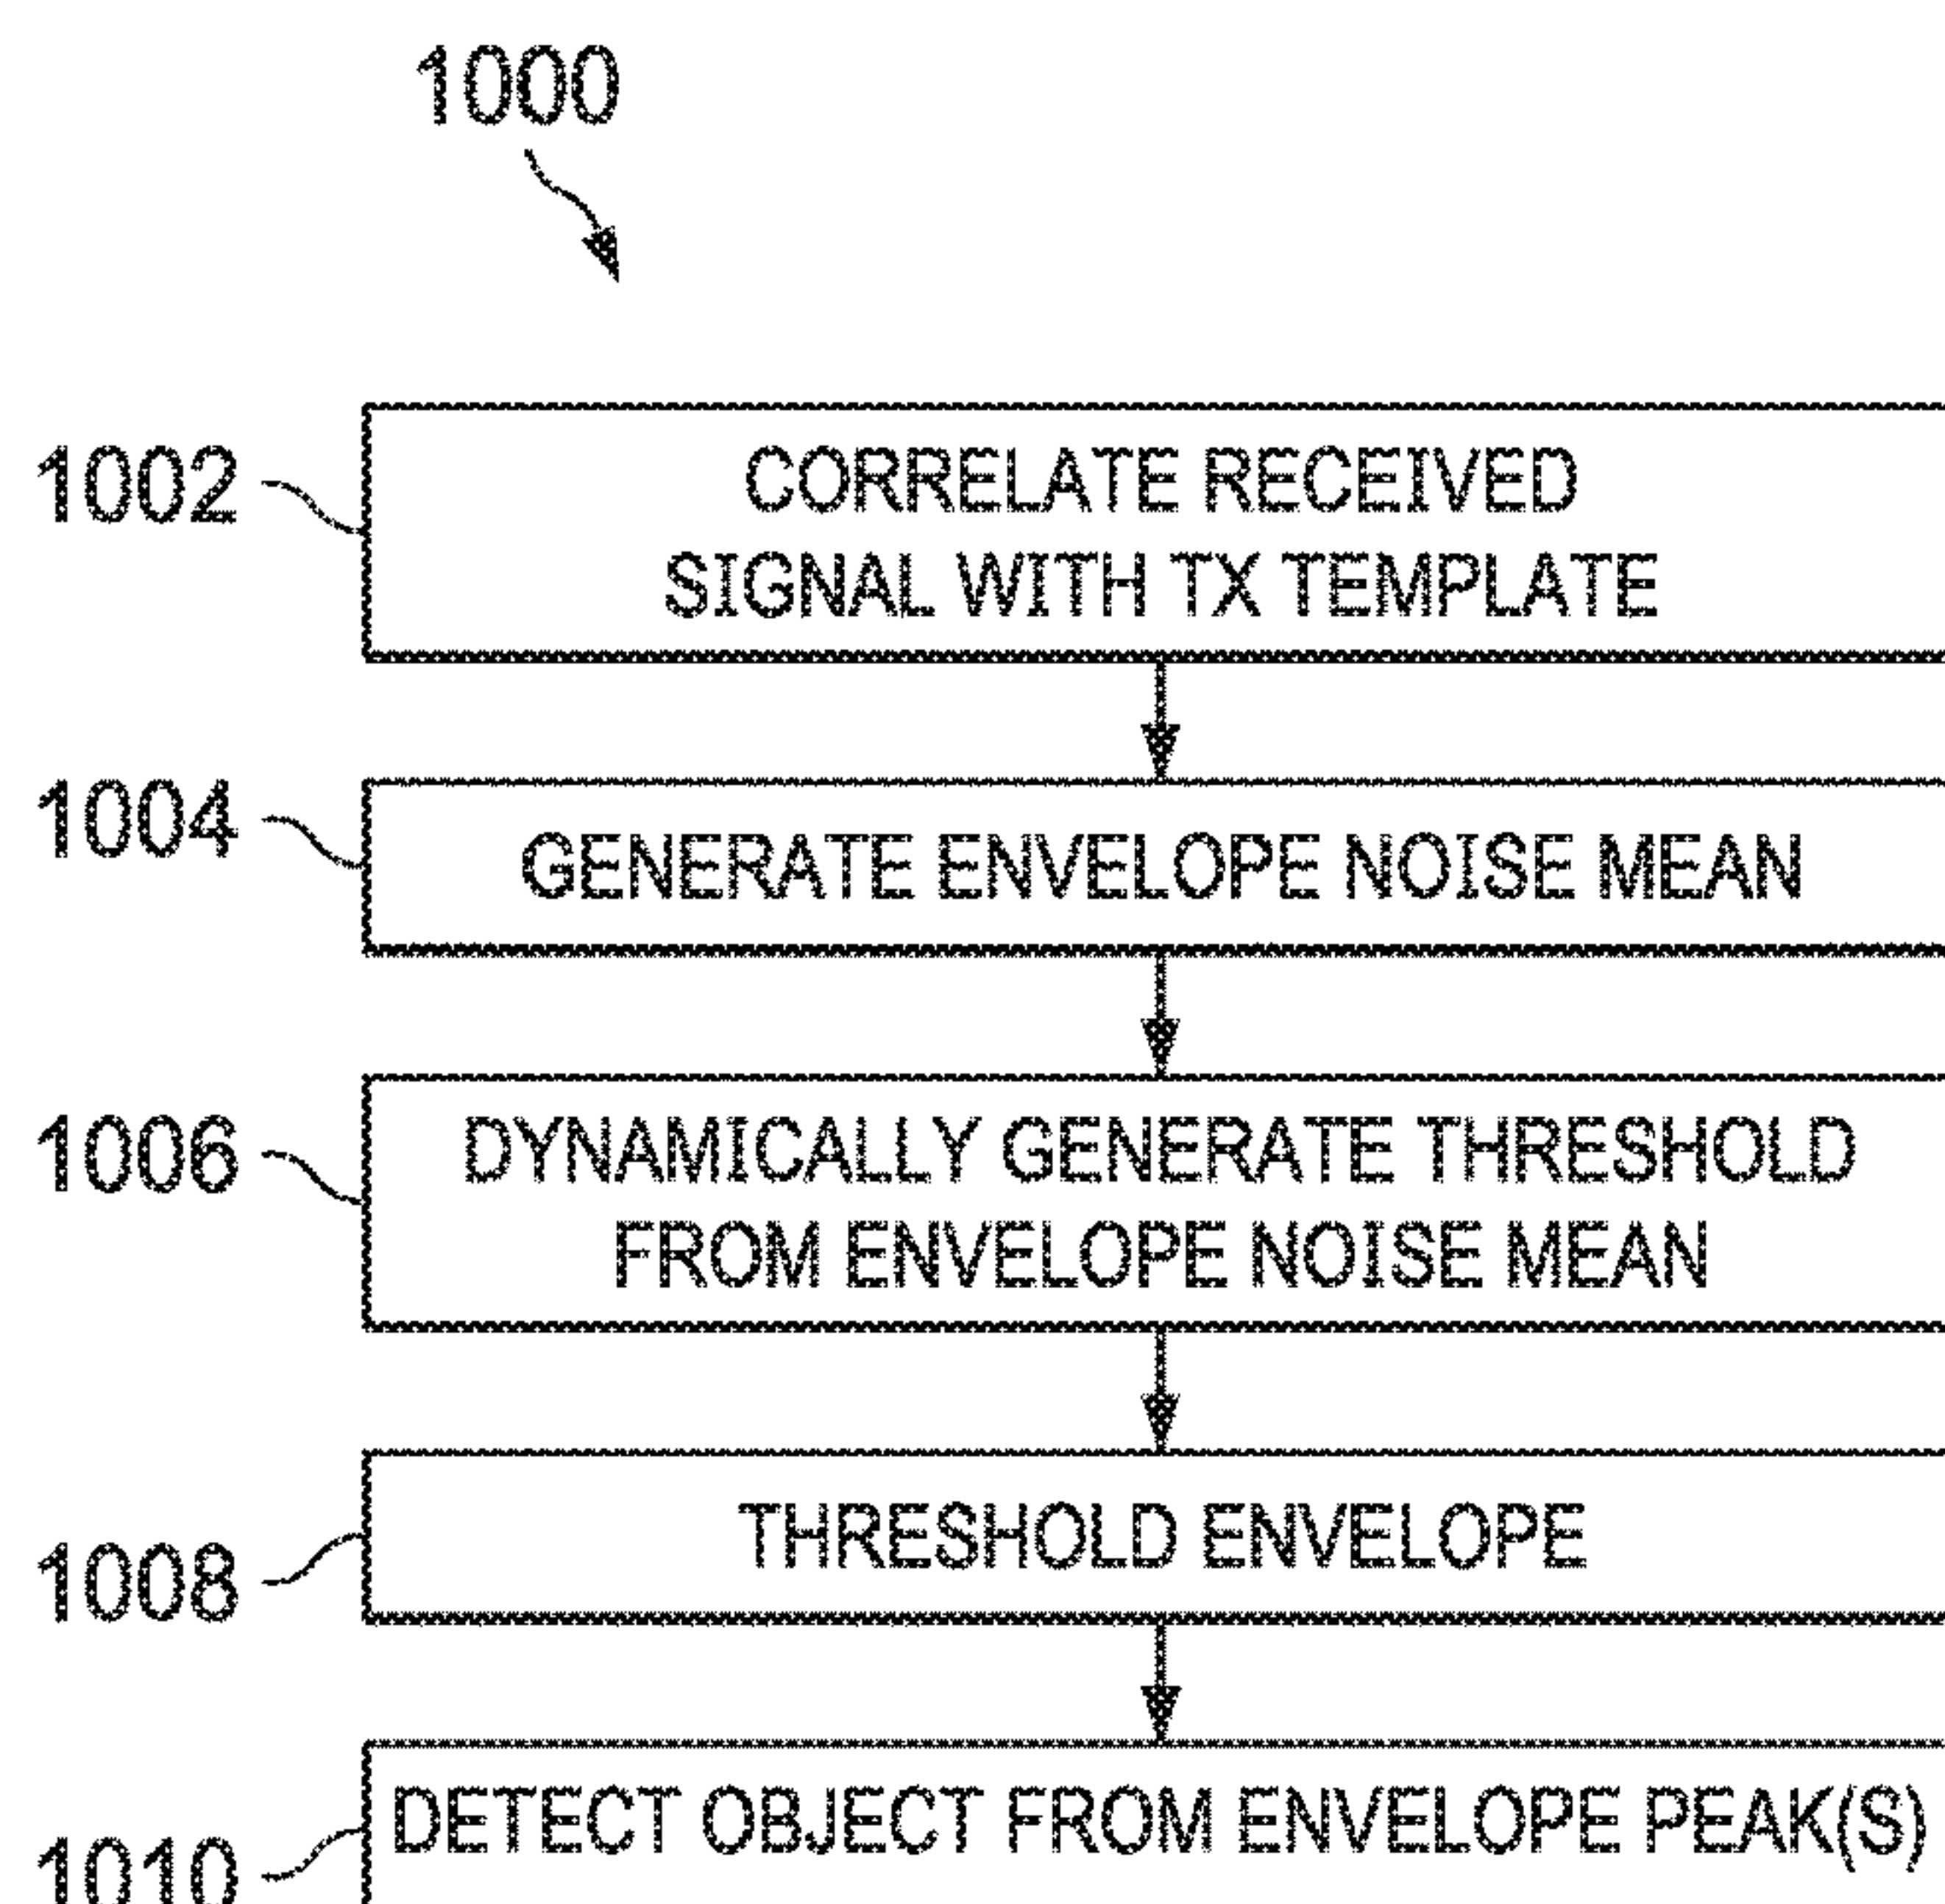 1000
1002
CORRELATE RECEIVED
SIGNAL WITH TX TEMPLATE
1004
GENERATE ENVELOPE NOISE MEAN
1006
DYNAMICALLY GENERATE THRESHOLD
FROM ENVELOPE NOISE MEAN
1008
THRESHOLD ENVELOPE
1010
DETECT OBJECT FROM ENVELOPE PEAK(S)